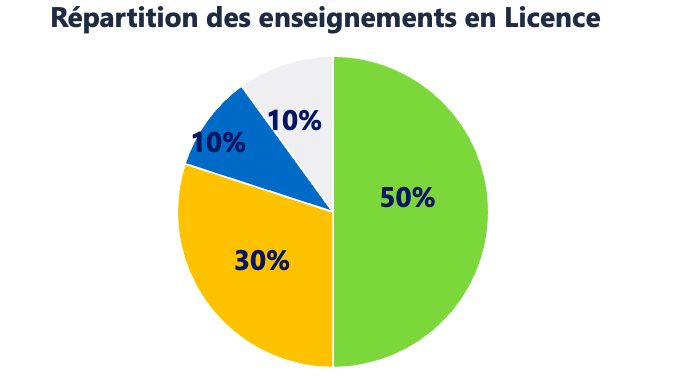 Répartition des enseignements en Licence
10%
10%
50%
30%